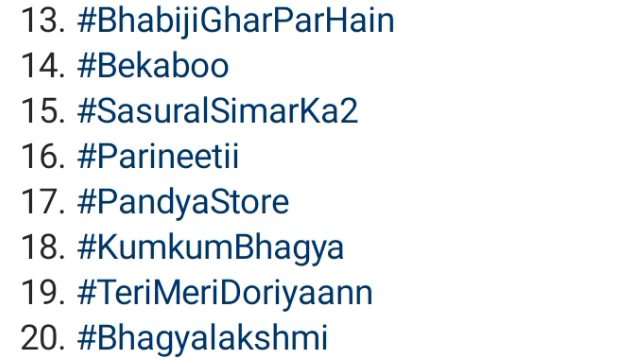 13. #BhabijiGharParHain
14. #Bekaboo
15. #SasuralSimarKa2
16. #Parineetii
17. #PandyaStore
18. #KumkumBhagya
19. #TeriMeriDoriyaann
20. #Bhagyalakshmi